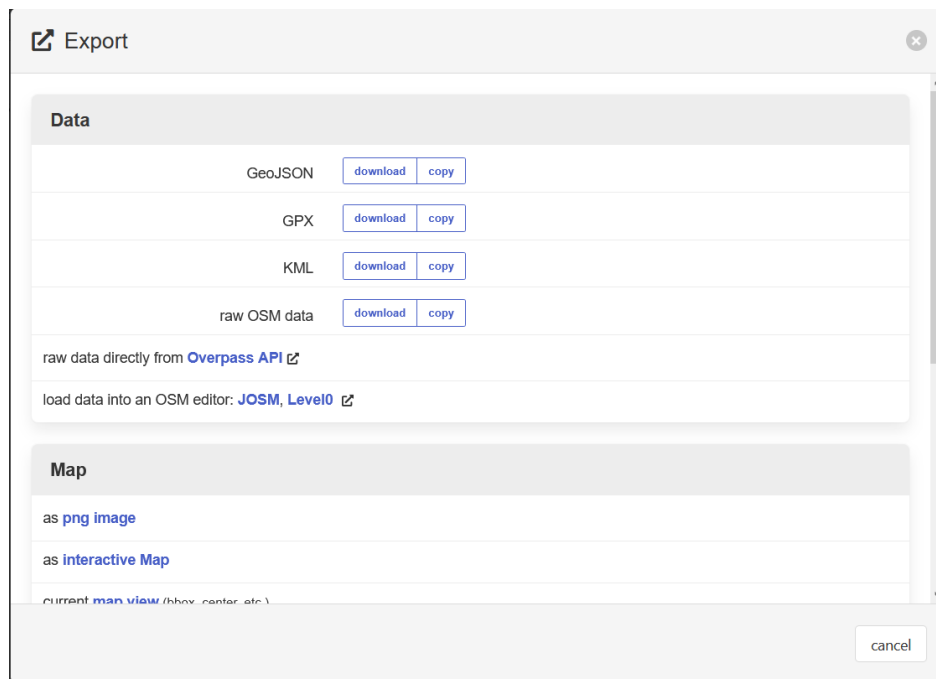 Export
Data
GeoJSON download copy
GPX download copy
KML download copy
raw OSM data download copy
raw data directly from Overpass API
load data into an OSM editor: JOSM, Level0
Map
as png image
as interactive Map
current map view (bbox, center, etc.)
cancel